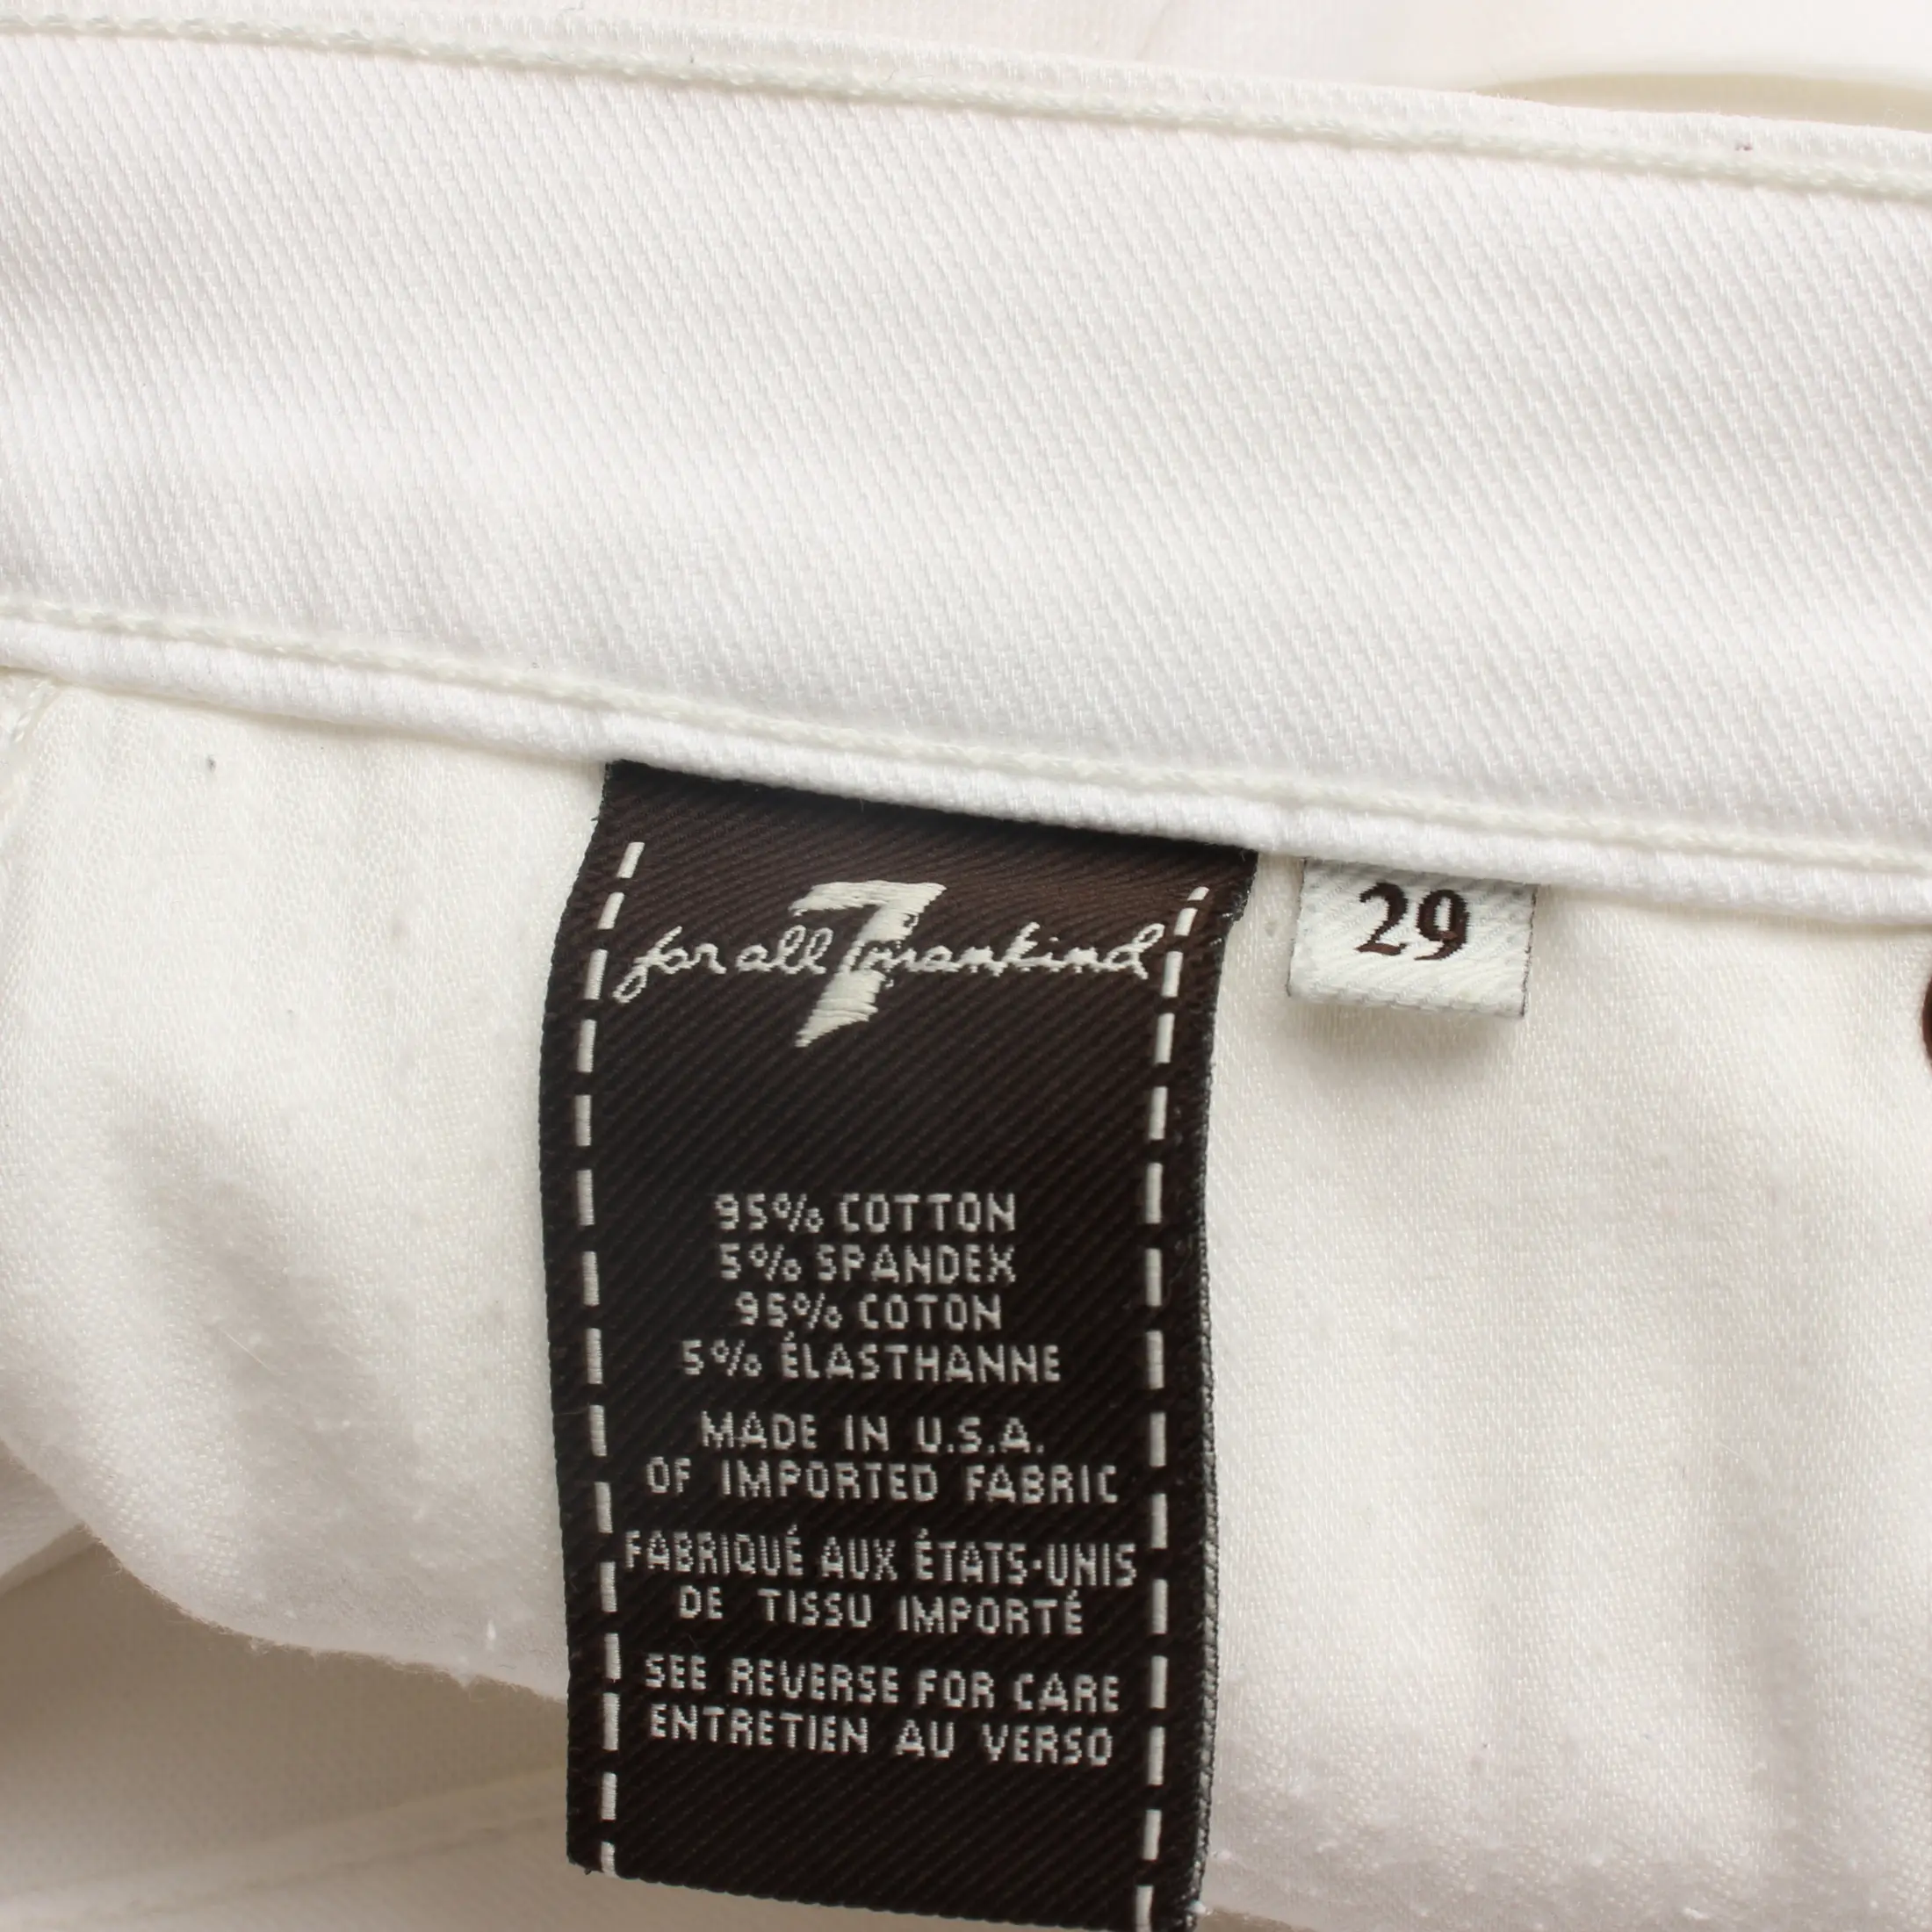 7
for all mankind
29
95% COTTON
5% SPANDEX
95% COTON
5% ÉLASTHANNE
MADE IN U.S.A.
OF IMPORTED FABRIC
FABRIQUÉ AUX ÉTATS-UNIS
DE TISSU IMPORTÉ
SEE REVERSE FOR CARE
ENTRETIEN AU VERSO